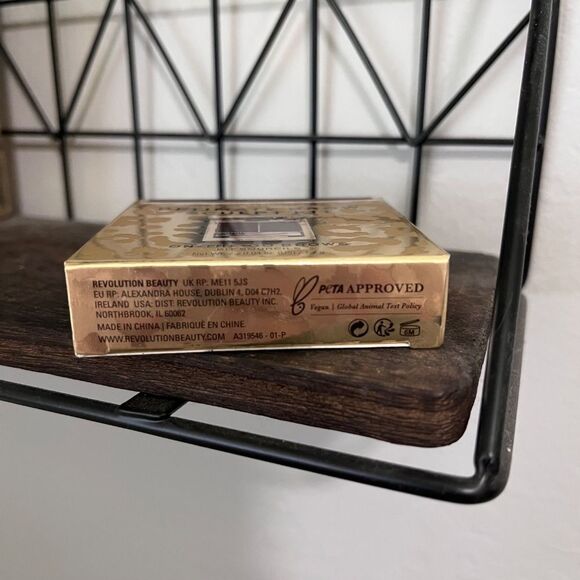 REVOLUTION BEAUTY UK RP: ME11 5JS
EU RP: ALEXANDRA HOUSE, DUBLIN 4, D04 C7H2,
IRELAND USA: DIST: REVOLUTION BEAUTY INC.
NORTHBROOK, IL 60062
MADE IN CHINA | FABRIQUÉ EN CHINE
WWW.REVOLUTIONBEAUTY.COM A319546 - 01-P
PETA APPROVED
Vegan | Global Animal Test Policy
6M